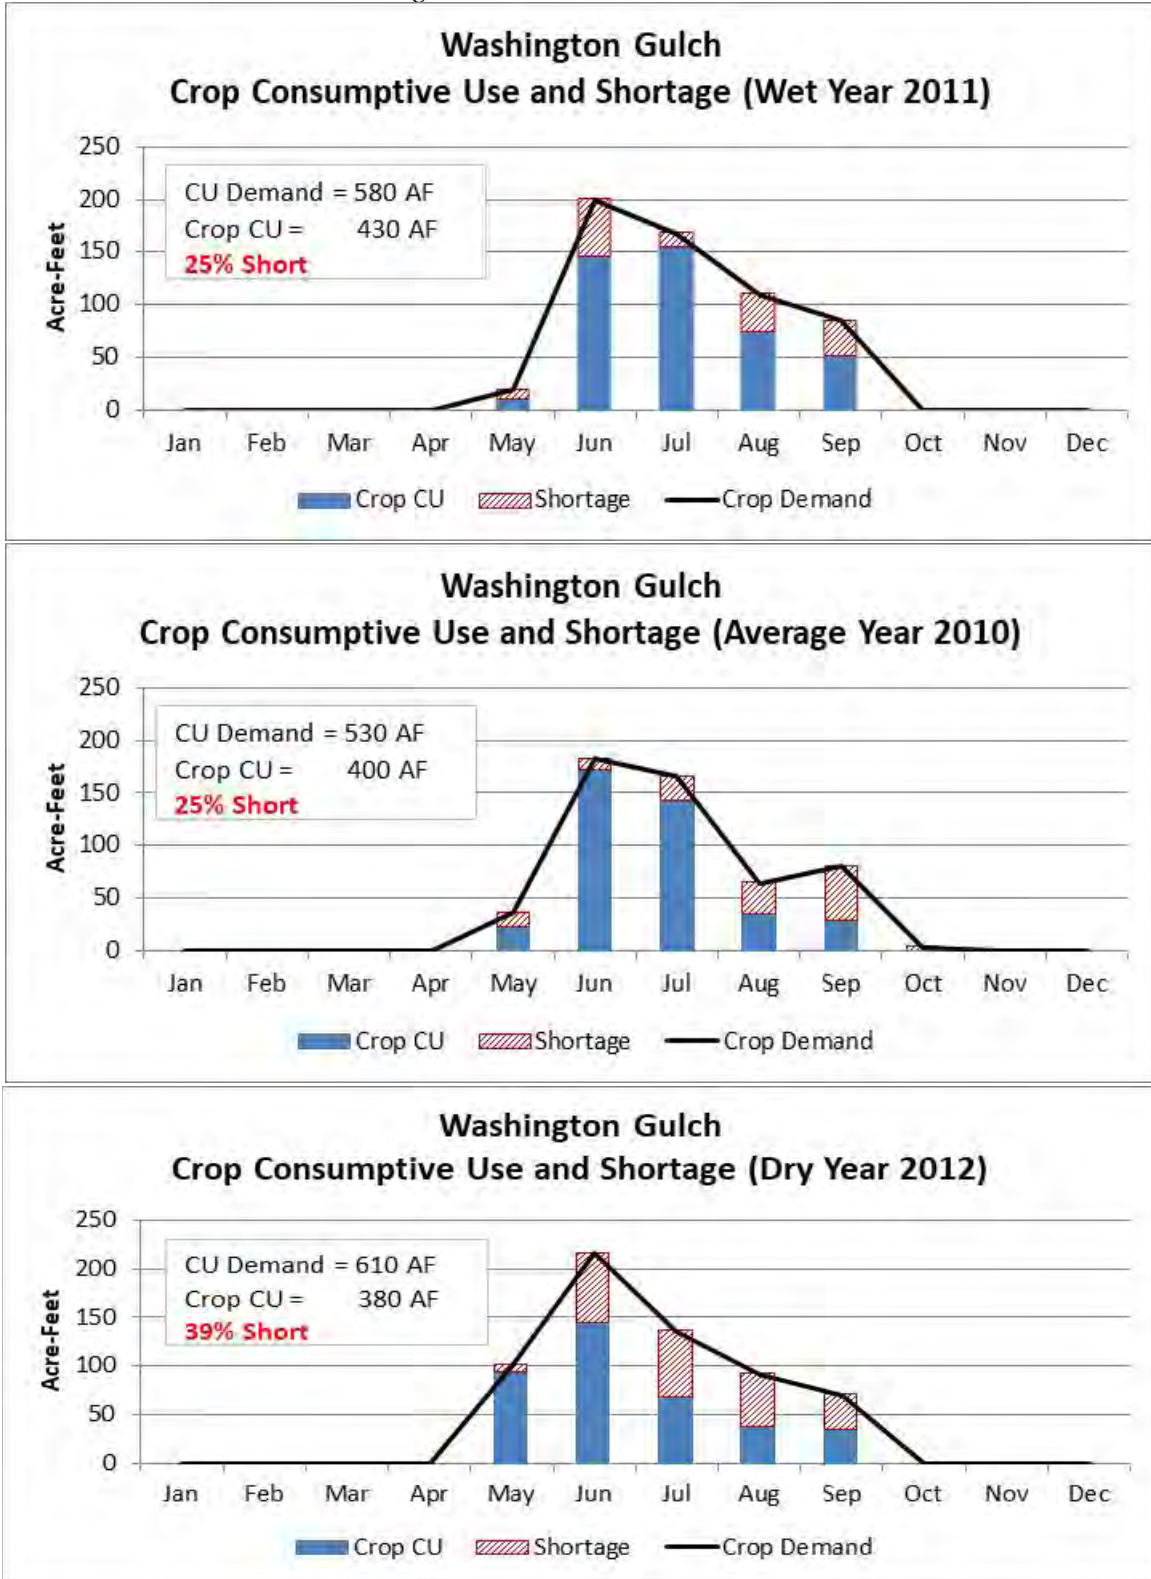 Washington Gulch
Crop Consumptive Use and Shortage (Wet Year 2011)
250
200
150
100
50
0
Acre-Feet
CU Demand = 580 AF
Crop CU = 430 AF
25% Short
Jan Feb Mar Apr May Jun Jul Aug Sep Oct Nov Dec
Crop CU Shortage Crop Demand
Washington Gulch
Crop Consumptive Use and Shortage (Average Year 2010)
250
200
150
100
50
0
Acre-Feet
CU Demand = 530 AF
Crop CU = 400 AF
25% Short
Jan Feb Mar Apr May Jun Jul Aug Sep Oct Nov Dec
Crop CU Shortage Crop Demand
Washington Gulch
Crop Consumptive Use and Shortage (Dry Year 2012)
250
200
150
100
50
0
Acre-Feet
CU Demand = 610 AF
Crop CU = 380 AF
39% Short
Jan Feb Mar Apr May Jun Jul Aug Sep Oct Nov Dec
Crop CU Shortage Crop Demand